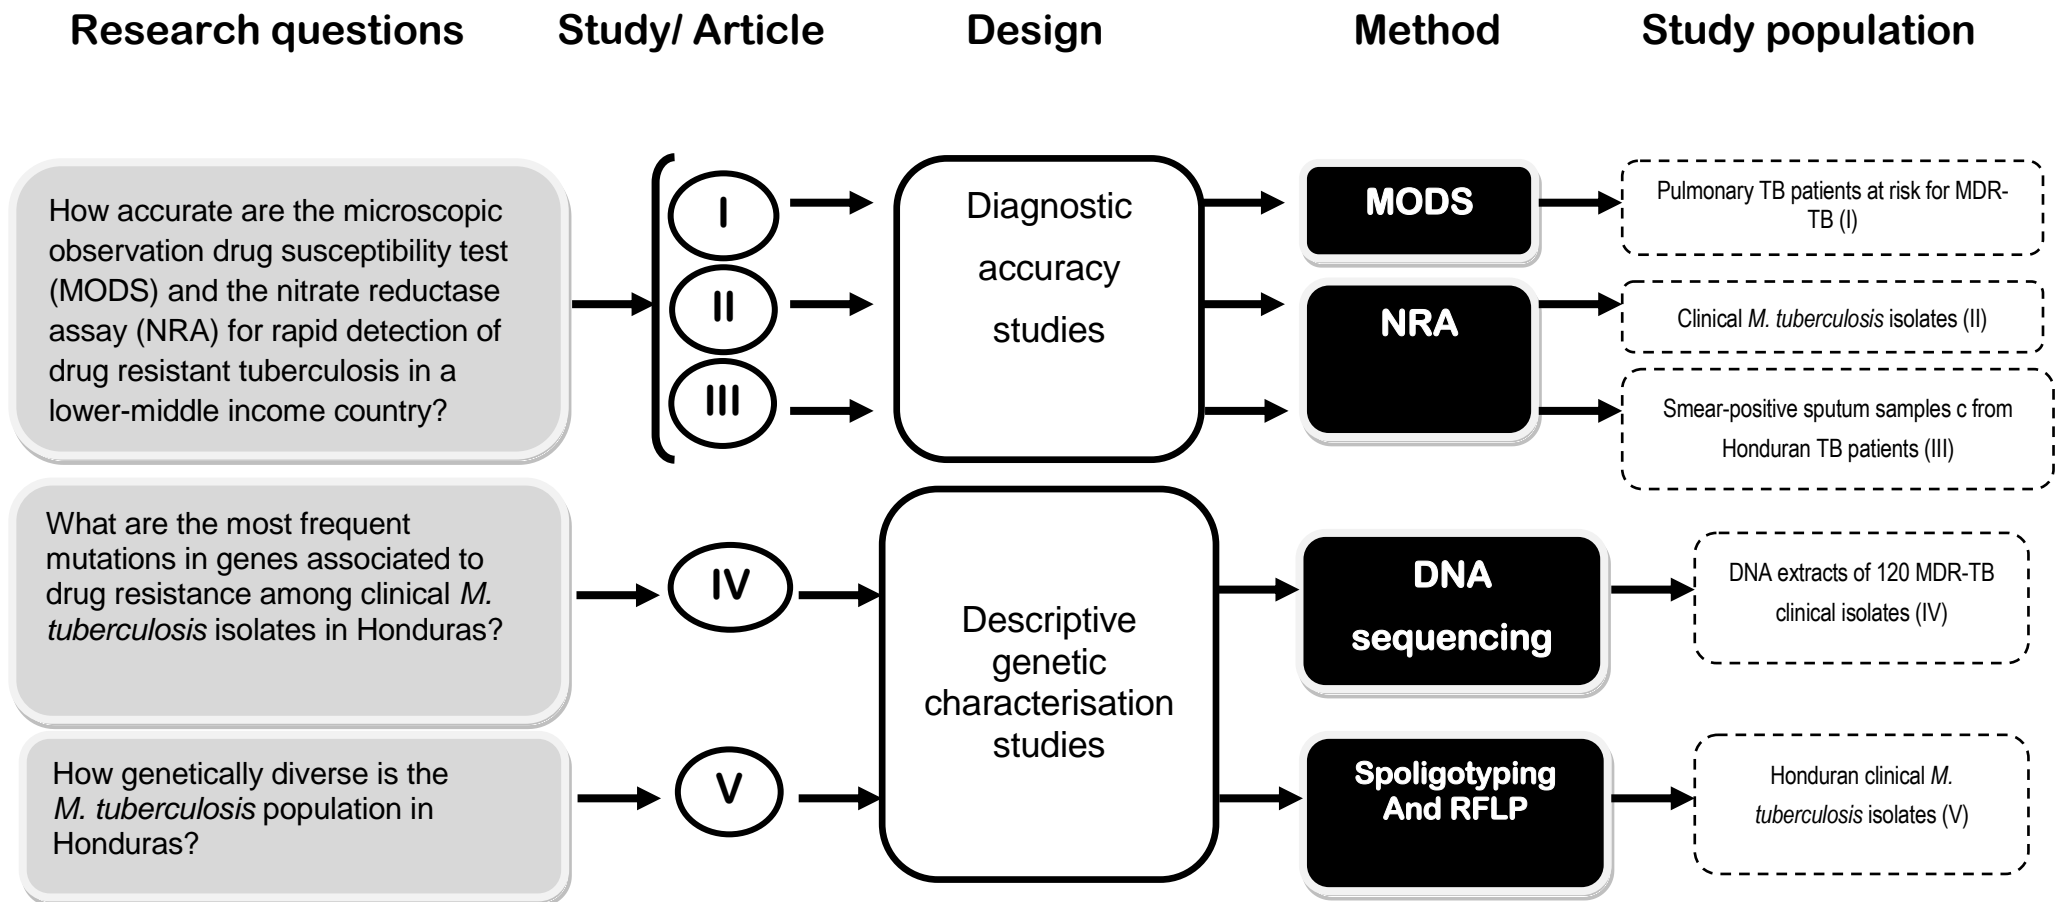 Research questions
Study/ Article
Design
Method
Study population
How accurate are the microscopic
observation drug susceptibility test
(MODS) and the nitrate reductase
assay (NRA) for rapid detection of
drug resistant tuberculosis in a
lower-middle income country?
I
II
III
Diagnostic
accuracy
studies
MODS
NRA
Pulmonary TB patients at risk for MDR-
TB (I)
Clinical M. tuberculosis isolates (II)
Smear-positive sputum samples c from
Honduran TB patients (III)
What are the most frequent
mutations in genes associated to
drug resistance among clinical M.
tuberculosis isolates in Honduras?
IV
Descriptive
genetic
characterisation
studies
DNA
sequencing
DNA extracts of 120 MDR-TB
clinical isolates (IV)
How genetically diverse is the
M. tuberculosis population in
Honduras?
V
Spoligotyping
And RFLP
Honduran clinical M.
tuberculosis isolates (V)